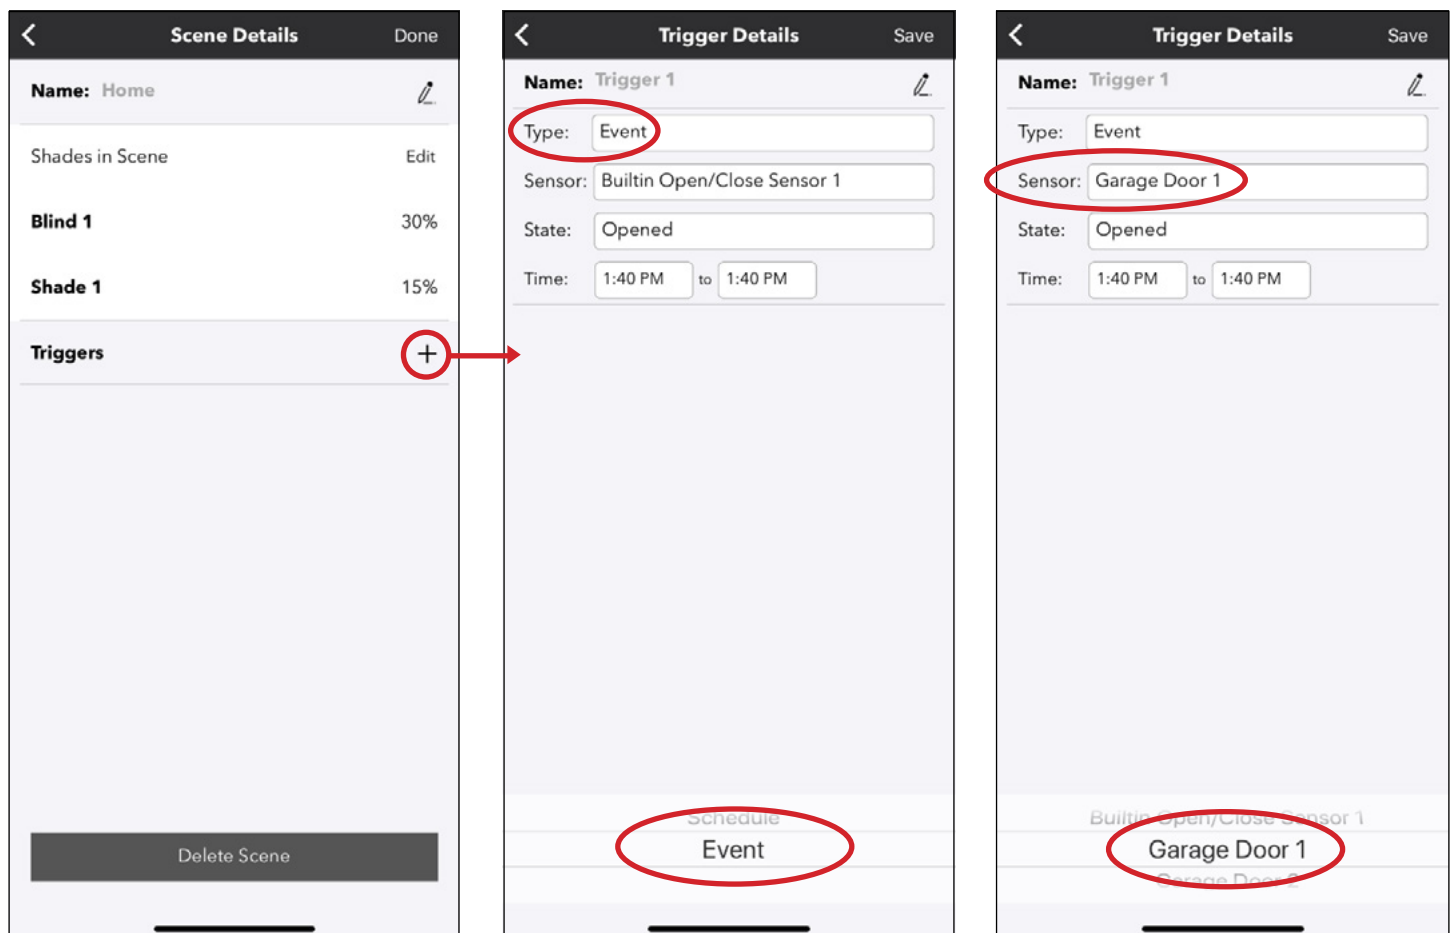 Scene Details Done
Name: Home
Shades in Scene Edit
Blind 1 30%
Shade 1 15%
Triggers +
Delete Scene
Trigger Details Save
Name: Trigger 1
Type: Event
Sensor: Builtin Open/Close Sensor 1
State: Opened
Time: 1:40 PM to 1:40 PM
Schedule
Event
Trigger Details Save
Name: Trigger 1
Type: Event
Sensor: Garage Door 1
State: Opened
Time: 1:40 PM to 1:40 PM
Builtin Open/Close Sensor 1
Garage Door 1
Garage Door 2